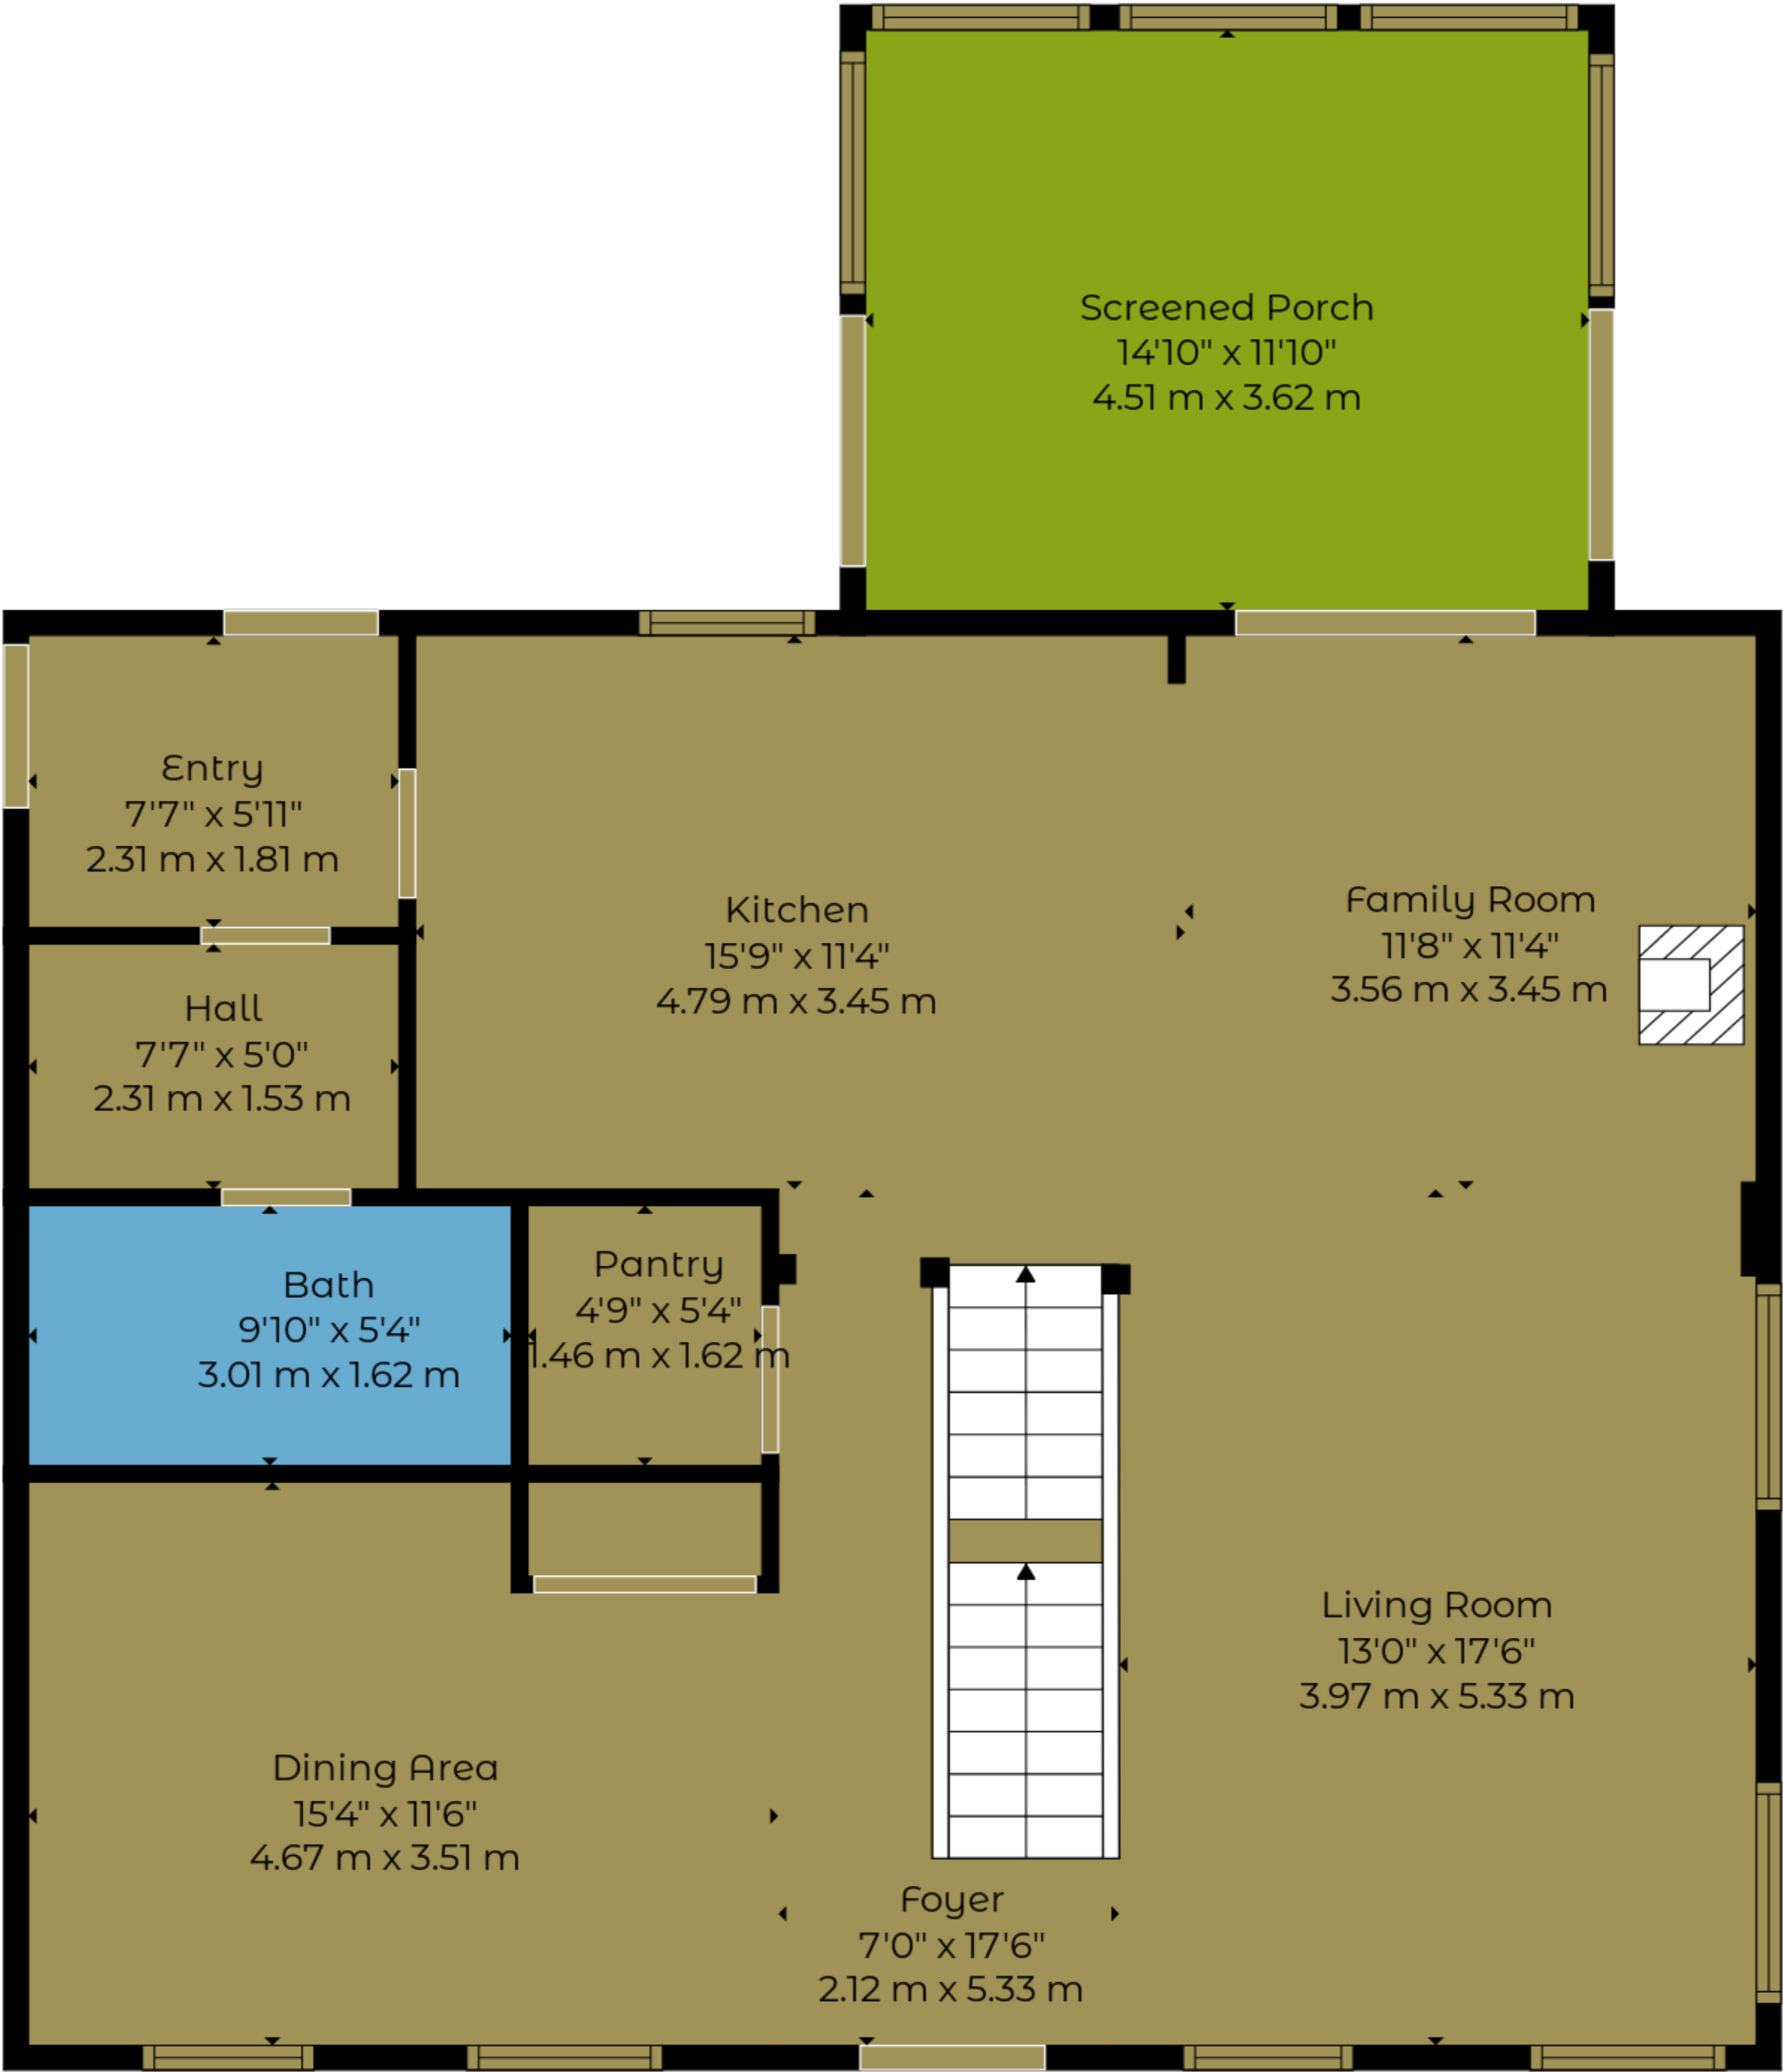 Screened Porch
14'10" x 11'10"
4.51 m x 3.62 m
Entry
7'7" x 5'11"
2.31 m x 1.81 m
Kitchen
15'9" x 11'4"
4.79 m x 3.45 m
Family Room
11'8" x 11'4"
3.56 m x 3.45 m
Hall
7'7" x 5'0"
2.31 m x 1.53 m
Bath
9'10" x 5'4"
3.01 m x 1.62 m
Pantry
4'9" x 5'4"
1.46 m x 1.62 m
Living Room
13'0" x 17'6"
3.97 m x 5.33 m
Dining Area
15'4" x 11'6"
4.67 m x 3.51 m
Foyer
7'0" x 17'6"
2.12 m x 5.33 m